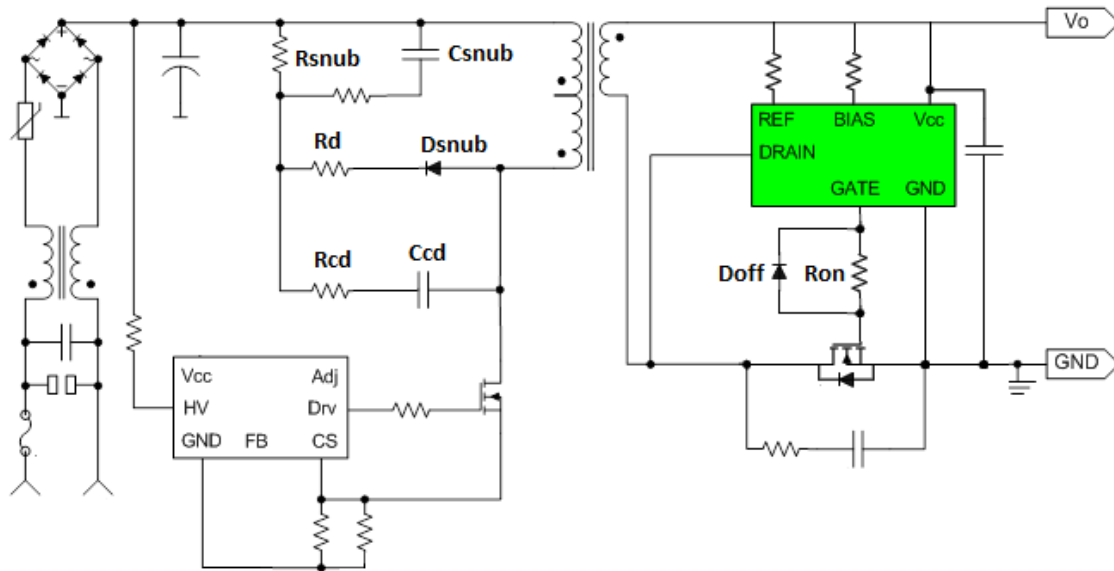 Vo
Rsnub
Csnub
REF
BIAS
Vcc
DRAIN
GATE
GND
Rd
Dsnub
Rcd
Ccd
Doff
Ron
GND
Vcc
Adj
HV
Drv
GND
FB
CS